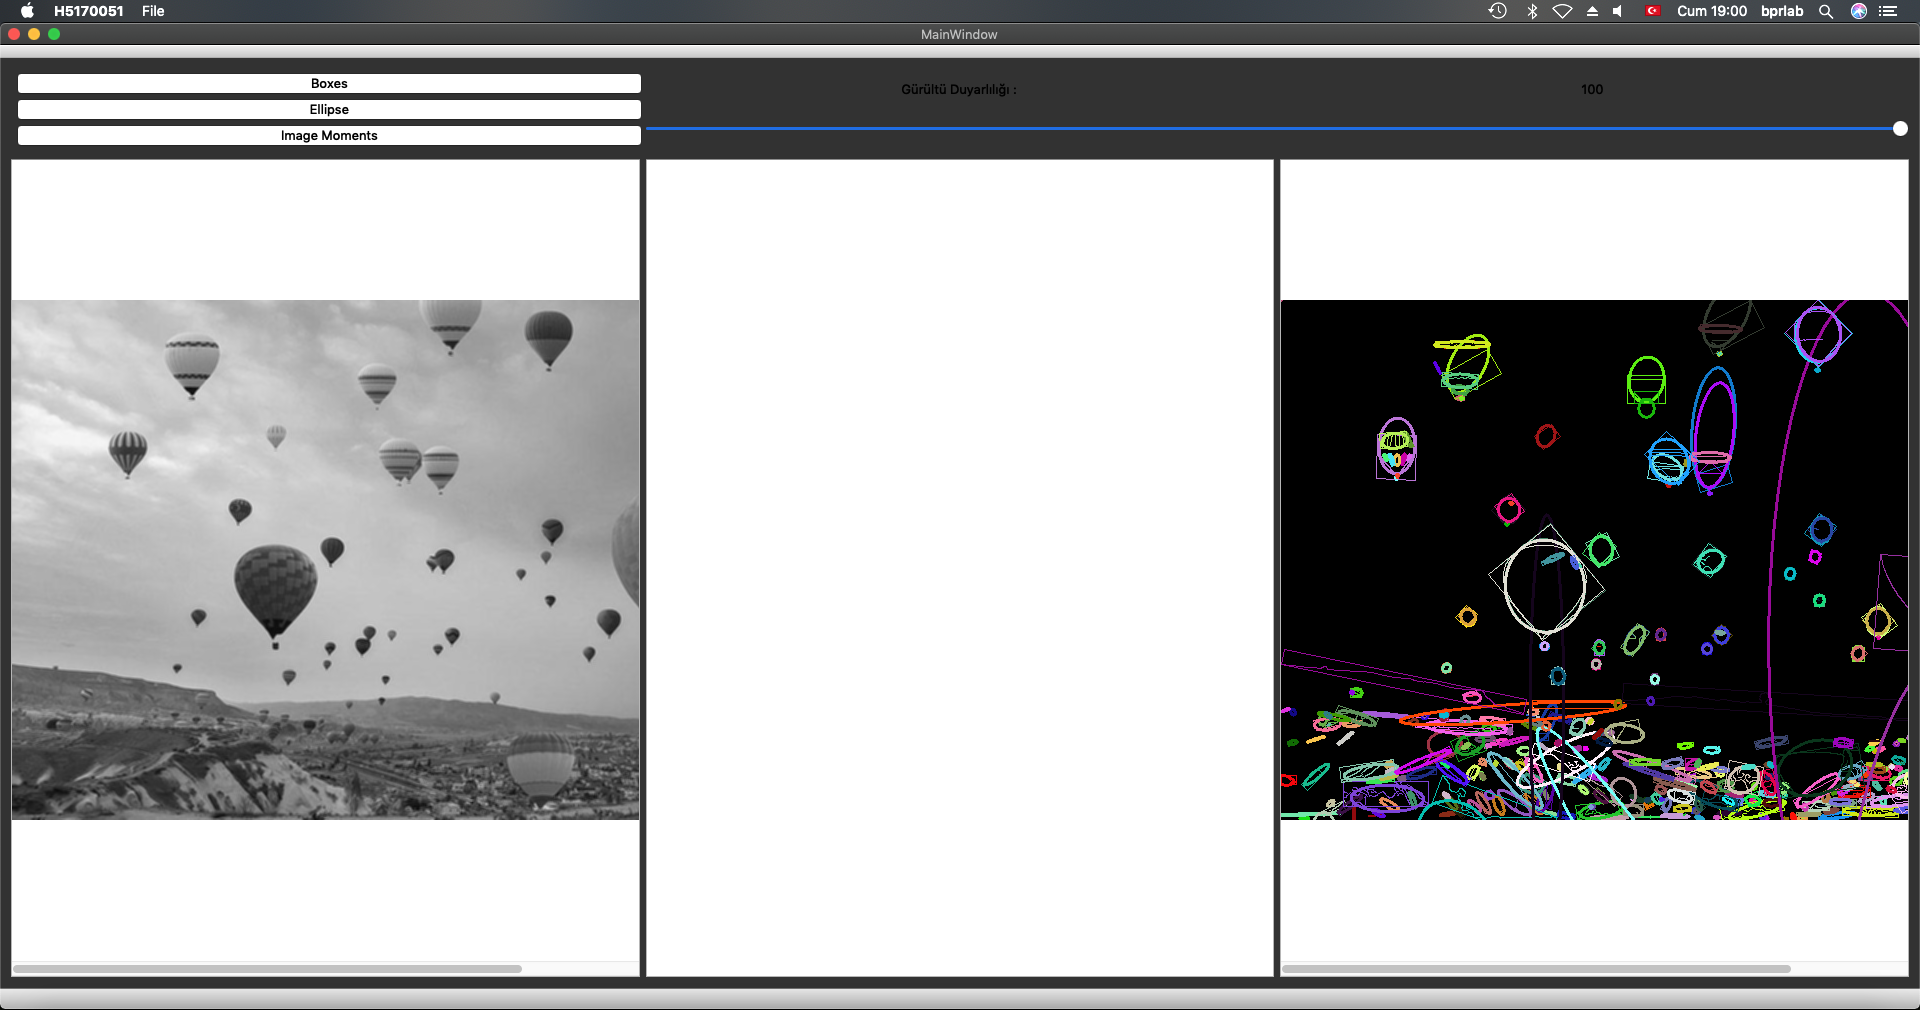 H5170051 File Cum 19:00 bprlab
MainWindow
Boxes
Ellipse
Image Moments
Gürültü Duyarlılığı :
100